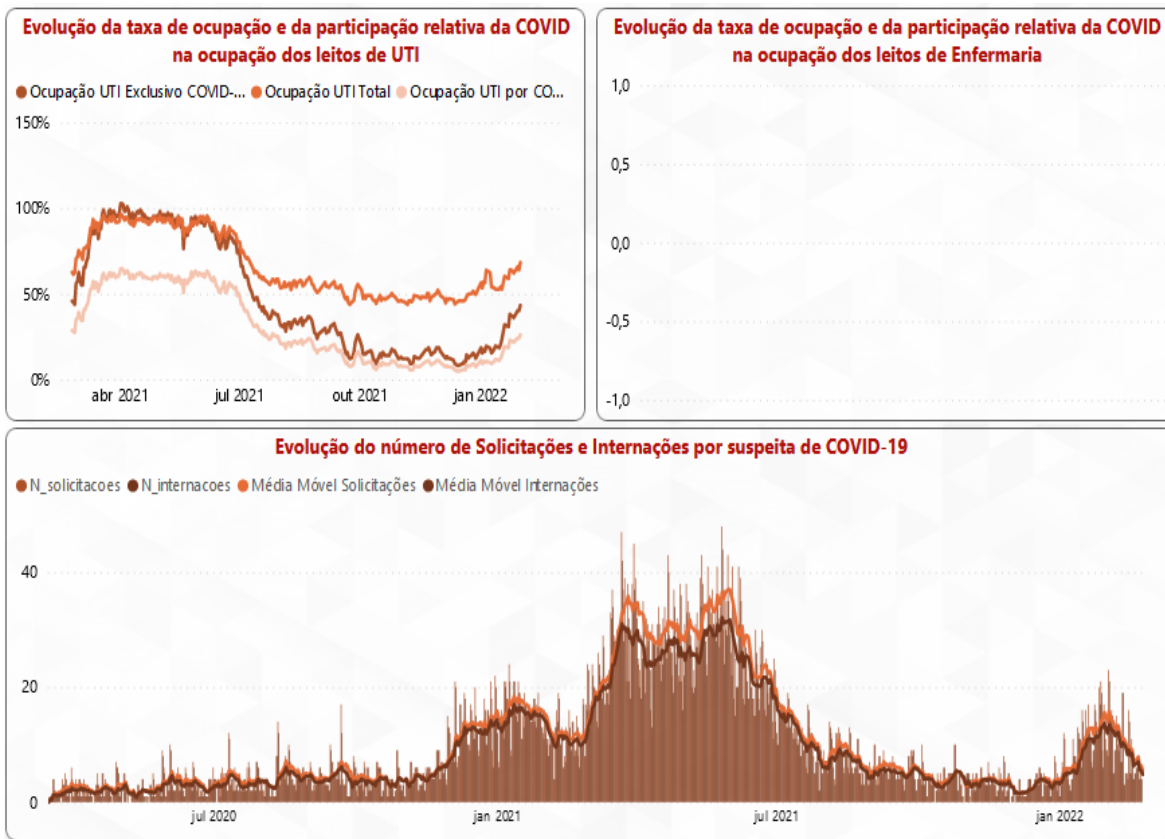 Evolução da taxa de ocupação e da participação relativa da COVID
na ocupação dos leitos de UTI
Ocupação UTI Exclusivo COVID-... Ocupação UTI Total Ocupação UTI por CO...
150%
100%
50%
0%
abr 2021 jul 2021 out 2021 jan 2022
Evolução da taxa de ocupação e da participação relativa da COVID
na ocupação dos leitos de Enfermaria
1,0
0,5
0,0
-0,5
-1,0
Evolução do número de Solicitações e Internações por suspeita de COVID-19
N_solicitacoes N_internacoes Média Móvel Solicitações Média Móvel Internações
40
20
0
jul 2020 jan 2021 jul 2021 jan 2022